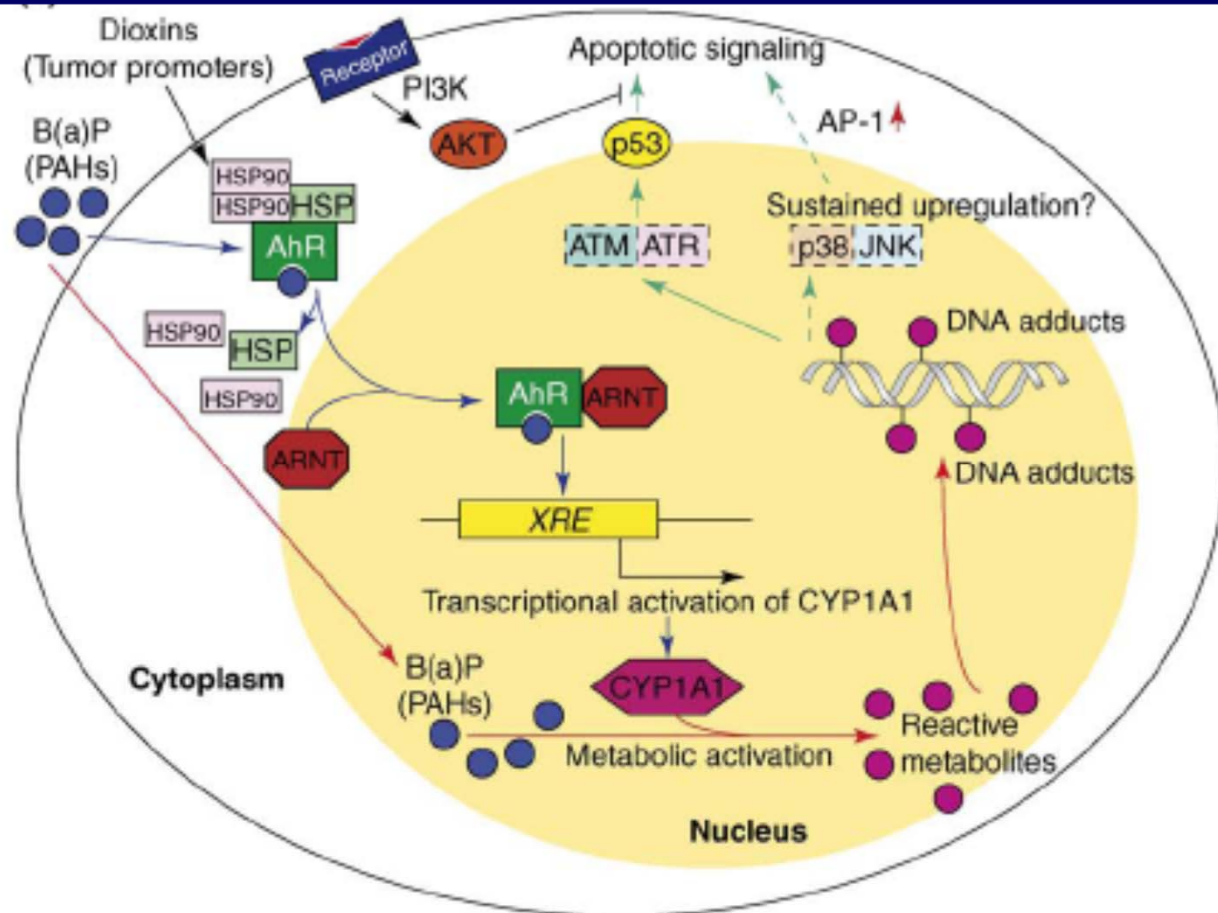 Dioxins
(Tumor promoters)
Receptor
PI3K
AKT
Apoptotic signaling
AP-1
p53
B(a)P
(PAHs)
HSP90
HSP90
HSP
AhR
ATM
ATR
Sustained upregulation?
p38
JNK
HSP90
HSP
HSP90
ARNT
AhR
ARNT
DNA adducts
DNA adducts
XRE
Transcriptional activation of CYP1A1
CYP1A1
Cytoplasm
B(a)P
(PAHs)
Metabolic activation
Reactive
metabolites
Nucleus